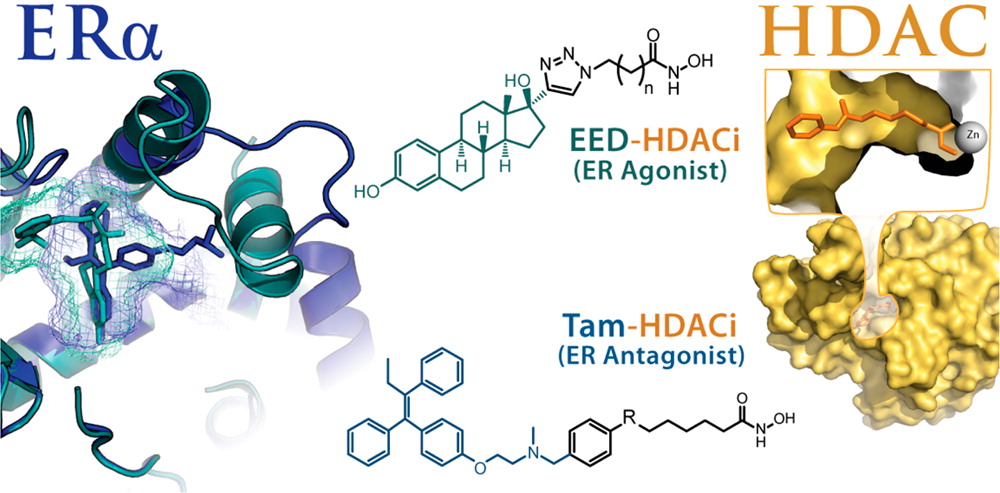 ERα
HDAC
Zn
HO
N
N
N
O
N
H
OH
n
H
H
H
HO
EED-HDACi
(ER Agonist)
Tam-HDACi
(ER Antagonist)
O
N
R
O
N
H
OH